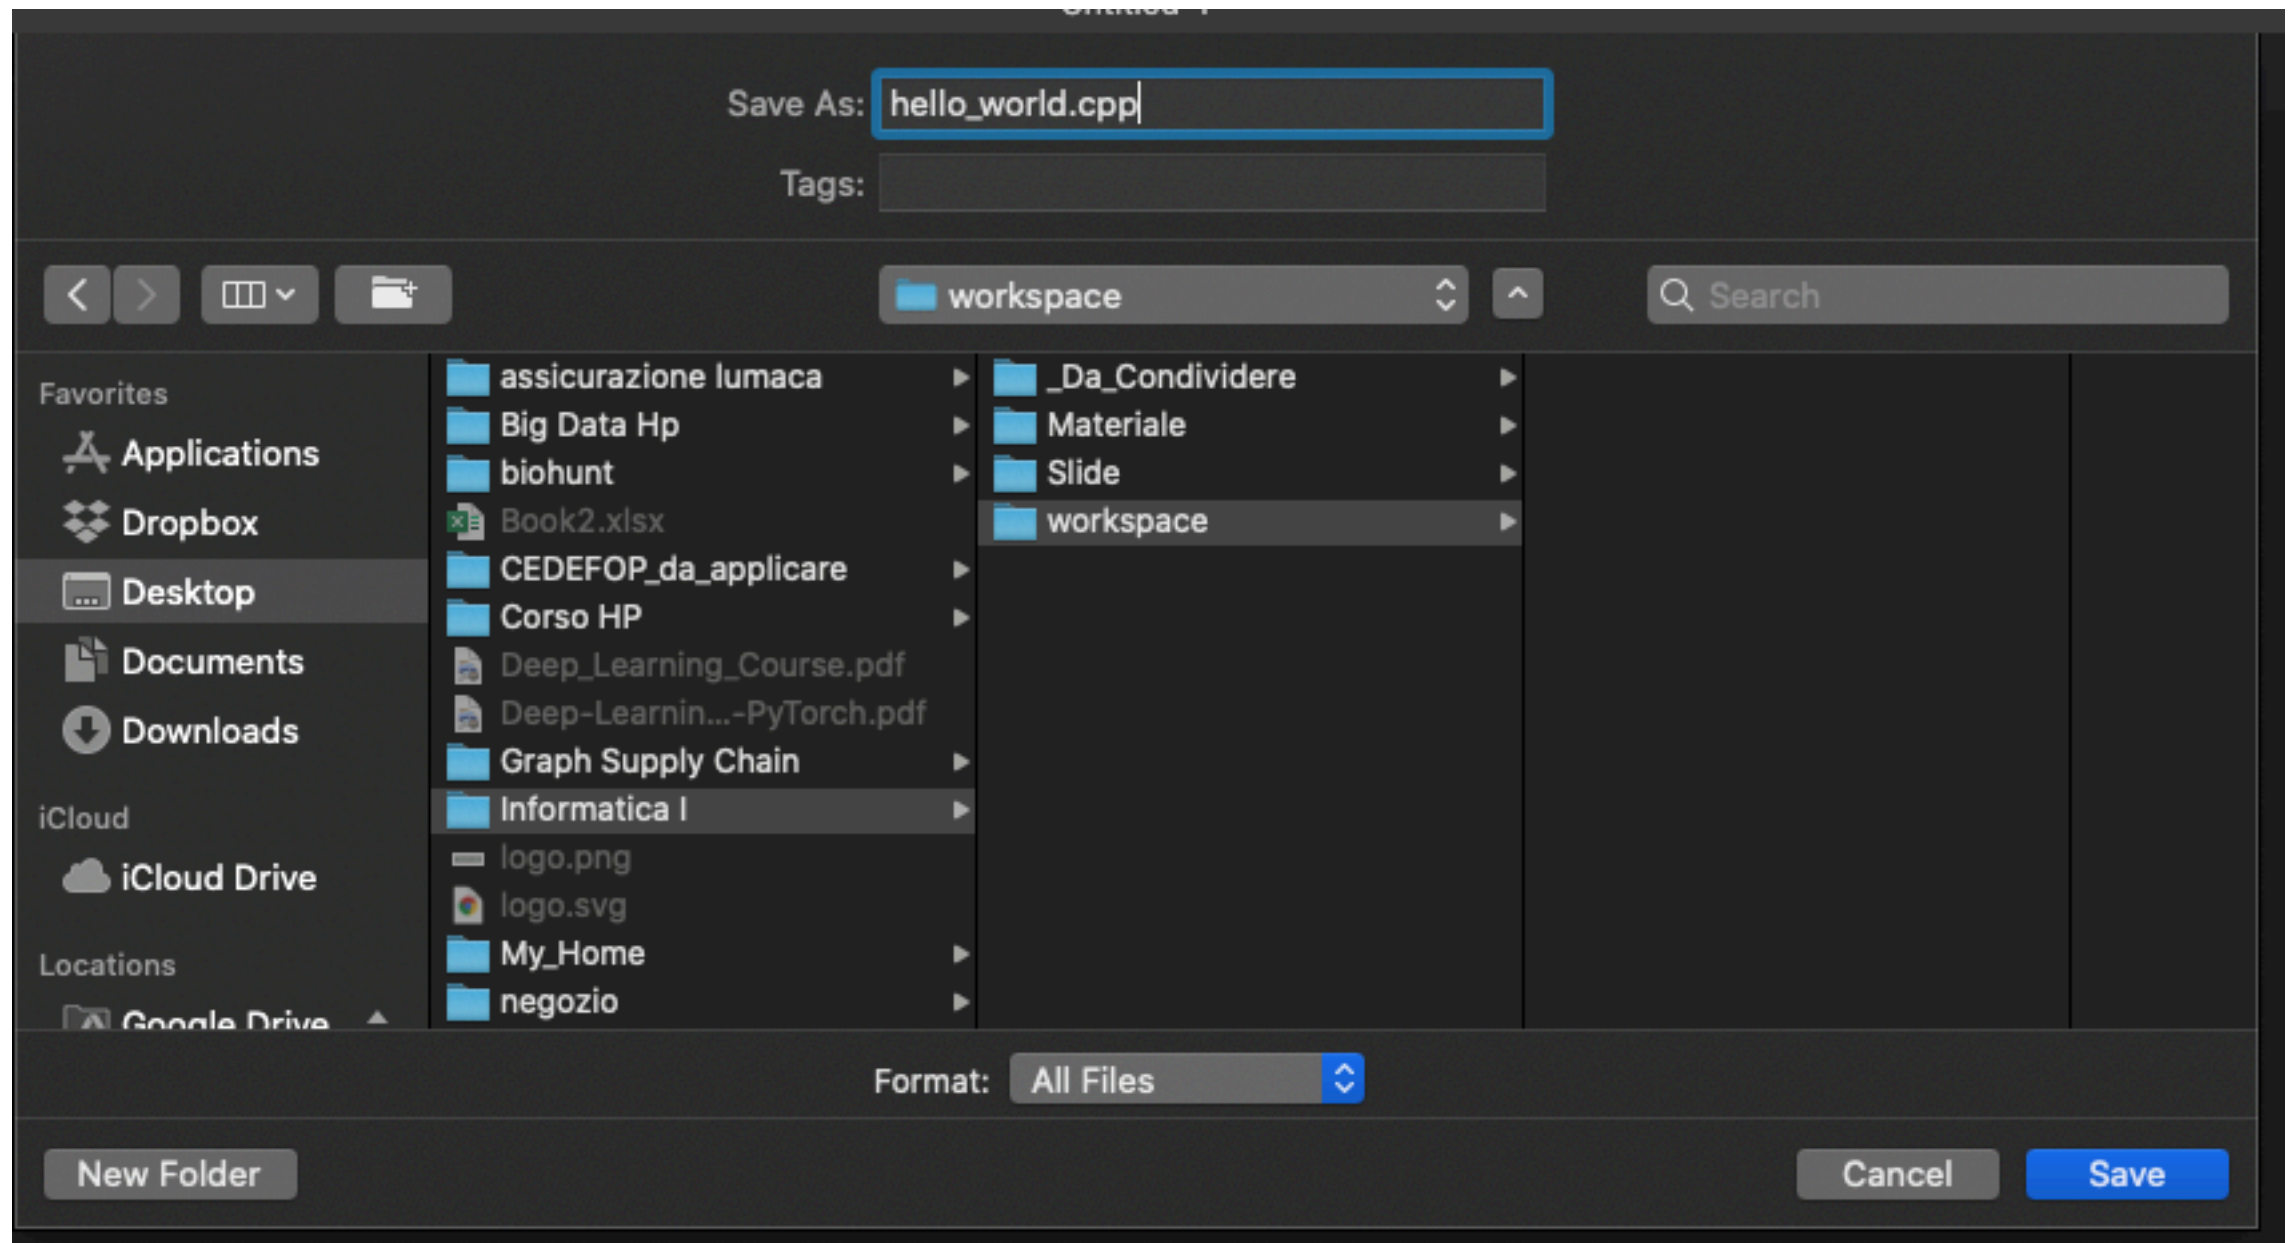 Untitled-1
Save As: hello_world.cpp
Tags:
workspace
Search
Favorites
Applications
Dropbox
Desktop
Documents
Downloads
iCloud
iCloud Drive
Locations
Google Drive
assicurazione lumaca
Big Data Hp
biohunt
Book2.xlsx
CEDEFOP_da_applicare
Corso HP
Deep_Learning_Course.pdf
Deep-Learnin...-PyTorch.pdf
Graph Supply Chain
Informatica I
logo.png
logo.svg
My_Home
negozio
_Da_Condividere
Materiale
Slide
workspace
Format: All Files
New Folder
Cancel
Save